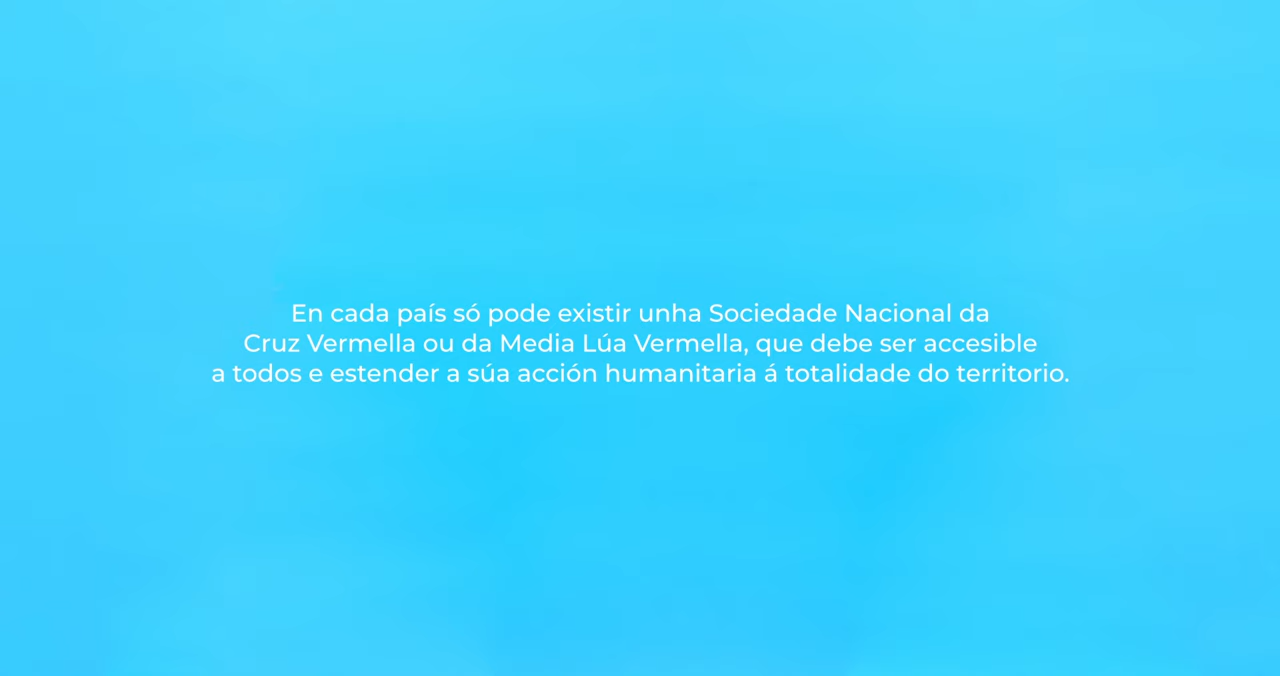 En cada país só pode existir unha Sociedade Nacional da
Cruz Vermella ou da Media Lúa Vermella, que debe ser accesible
a todos e estender a súa acción humanitaria á totalidade do territorio.